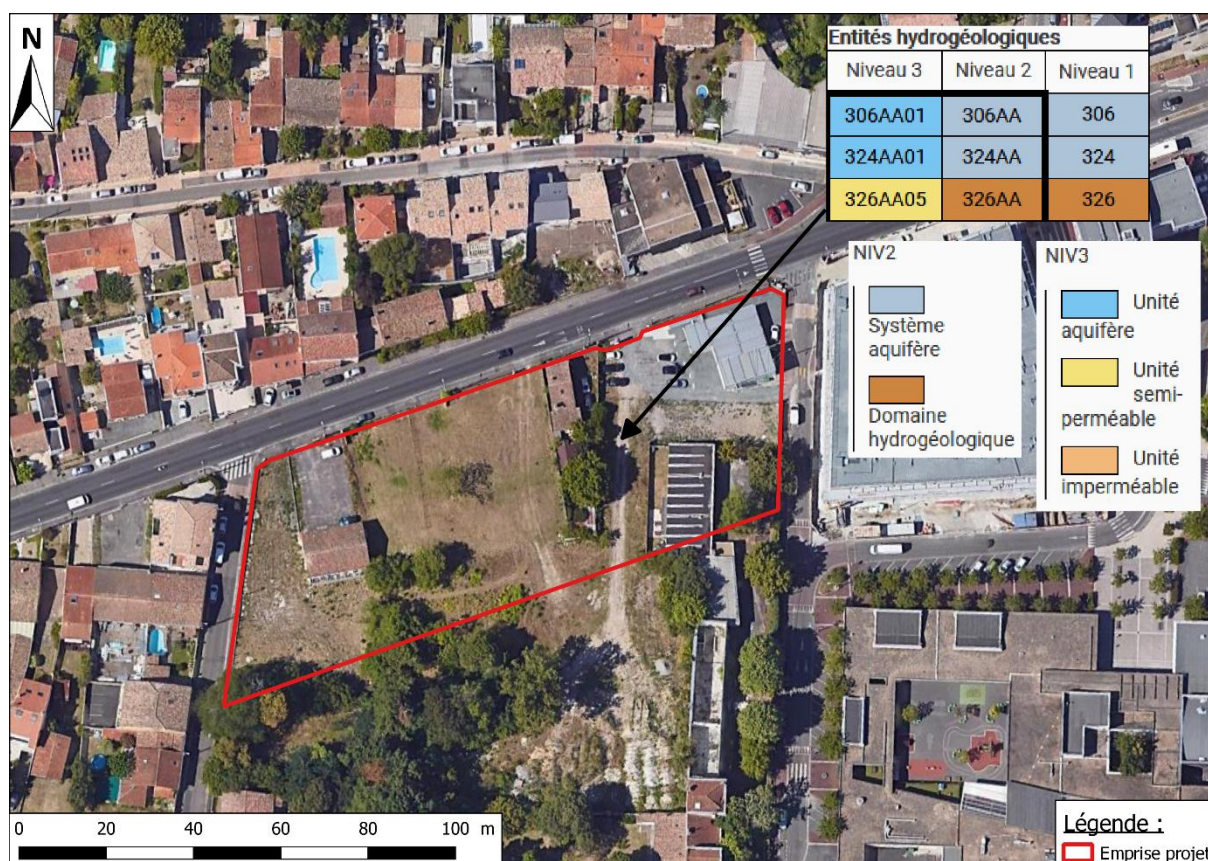 N
Entités hydrogéologiques
Niveau 3 Niveau 2 Niveau 1
306AA01 306AA 306
324AA01 324AA 324
326AA05 326AA 326
NIV2
Système
aquifère
Domaine
hydrogéologique
NIV3
Unité
aquifère
Unité
semi-
perméable
Unité
imperméable
0 20 40 60 80 100 m
Légende :
Emprise projet